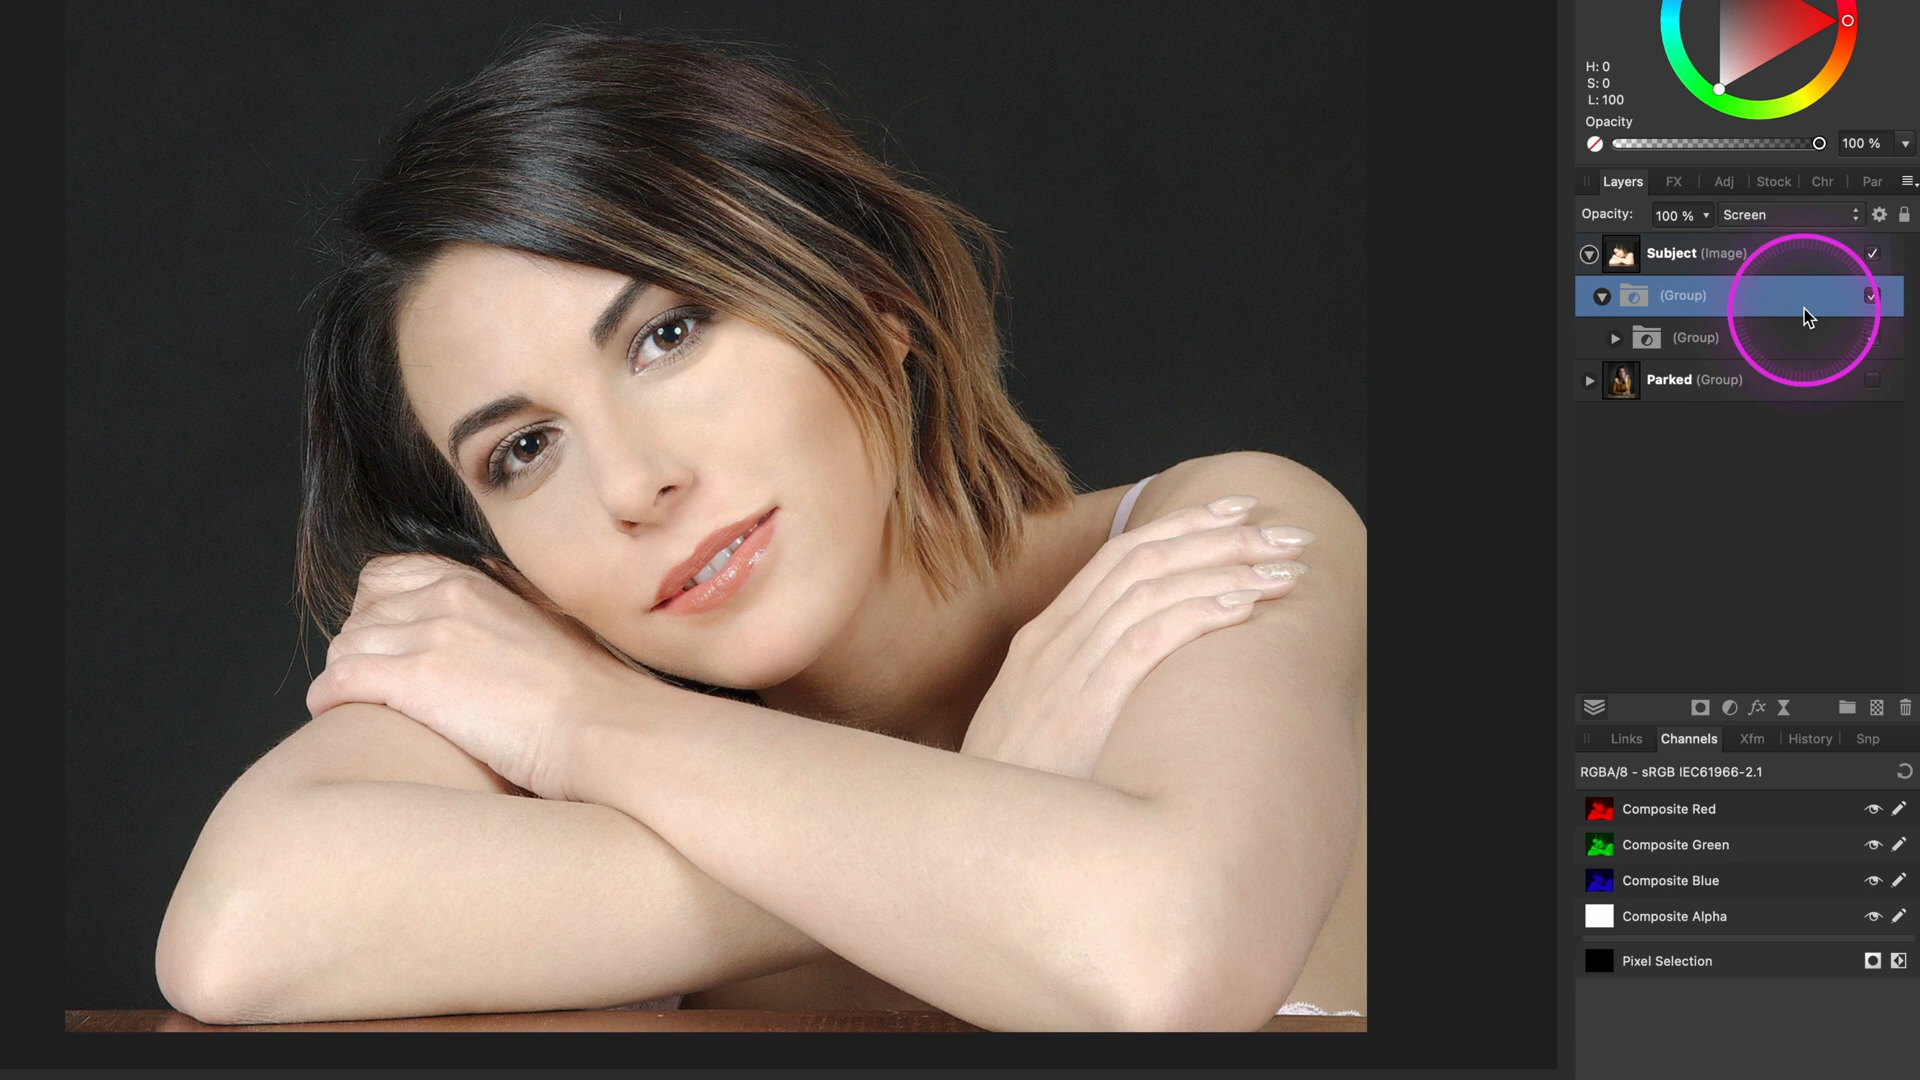 H: 0
S: 0
L: 100
Opacity
100 %
Layers FX Adj Stock Chr Par
Opacity: 100 % Screen
Subject (Image)
(Group)
(Group)
Parked (Group)
fx
Links Channels Xfm History Snp
RGBA/8 - sRGB IEC61966-2.1
Composite Red
Composite Green
Composite Blue
Composite Alpha
Pixel Selection